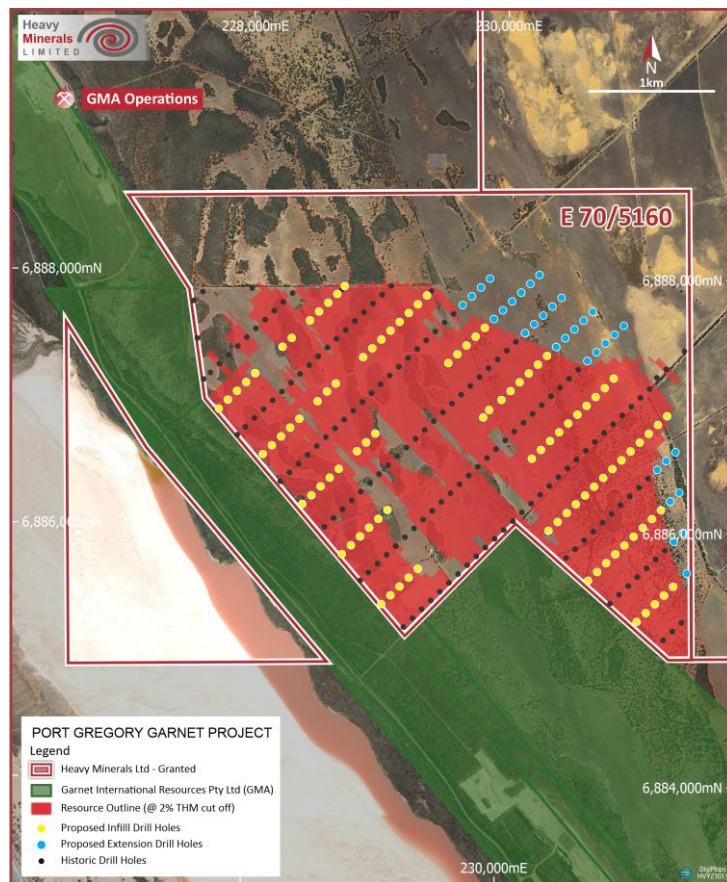 Heavy
Minerals
LIMITED
228,000mE
230,000mE
N
1km
GMA Operations
E 70/5160
6,888,000mN
6,888,000mN
6,886,000mN
6,886,000mN
6,884,000mN
230,000mE
PORT GREGORY GARNET PROJECT
Legend
Heavy Minerals Ltd - Granted
Garnet International Resources Pty Ltd (GMA)
Resource Outline (@ 2% THM cut off)
Proposed Infilll Drill Holes
Proposed Extension Drill Holes
Historic Drill Holes
DigiMaps